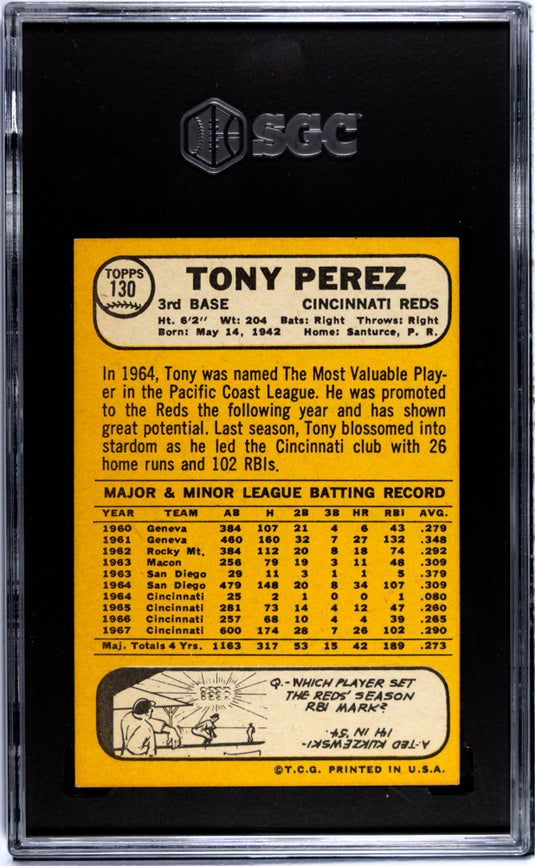 SGC
TOPPS
130
TONY PEREZ
3rd BASE CINCINNATI REDS
Ht. 6'2" Wt: 204 Bats: Right Throws: Right
Born: May 14, 1942 Home: Santurce, P. R.
In 1964, Tony was named The Most Valuable Play-
er in the Pacific Coast League. He was promoted
to the Reds the following year and has shown
great potential. Last season, Tony blossomed into
stardom as he led the Cincinnati club with 26
home runs and 102 RBIs.
MAJOR & MINOR LEAGUE BATTING RECORD
YEAR TEAM AB H 2B 3B HR RBI AVG.
1960 Geneva 384 107 21 4 6 43 .279
1961 Geneva 460 160 32 7 27 132 .348
1962 Rocky Mt. 384 112 20 8 18 74 .292
1963 Macon 256 79 19 3 11 48 .309
1963 San Diego 29 11 3 1 1 5 .379
1964 San Diego 479 148 20 8 34 107 .309
1964 Cincinnati 25 2 1 0 0 1 .080
1965 Cincinnati 281 73 14 4 12 47 .260
1966 Cincinnati 257 68 10 4 4 39 .265
1967 Cincinnati 600 174 28 7 26 102 .290
Maj. Totals 4 Yrs. 1163 317 53 15 42 189 .273
Q.-WHICH PLAYER SET
THE REDS' SEASON
RBI MARK?
A-TED KUKZEWSKI-
141 IN 54.
©T.C.G. PRINTED IN U.S.A.